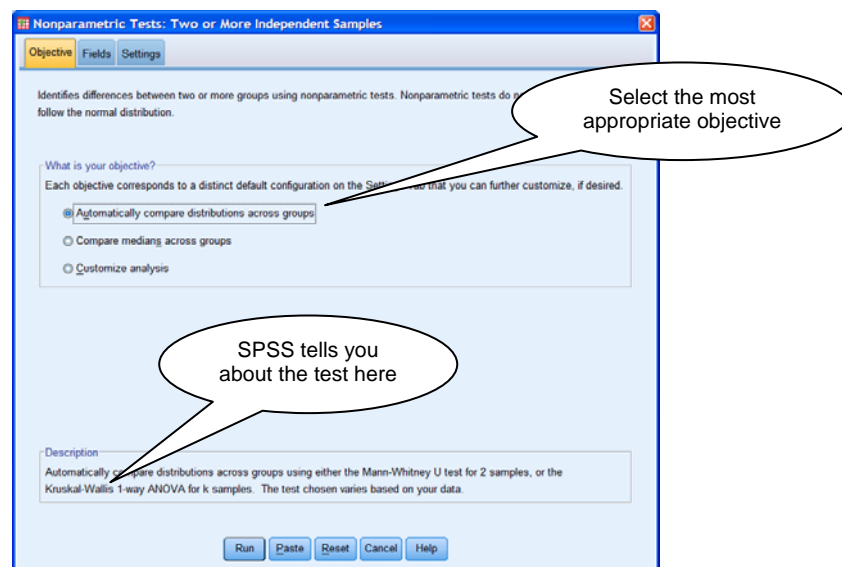 Nonparametric Tests: Two or More Independent Samples
Objective Fields Settings
Identifies differences between two or more groups using nonparametric tests. Nonparametric tests do
follow the normal distribution.
Select the most
appropriate objective
What is your objective?
Each objective corresponds to a distinct default configuration on the that you can further customize, if desired.
Automatically compare distributions across groups
Compare medians across groups
Customize analysis
SPSS tells you
about the test here
Description
Automatically compare distributions across groups using either the Mann-Whitney U test for 2 samples, or the
Kruskal-Wallis 1-way ANOVA for k samples. The test chosen varies based on your data.
Run Paste Reset Cancel Help